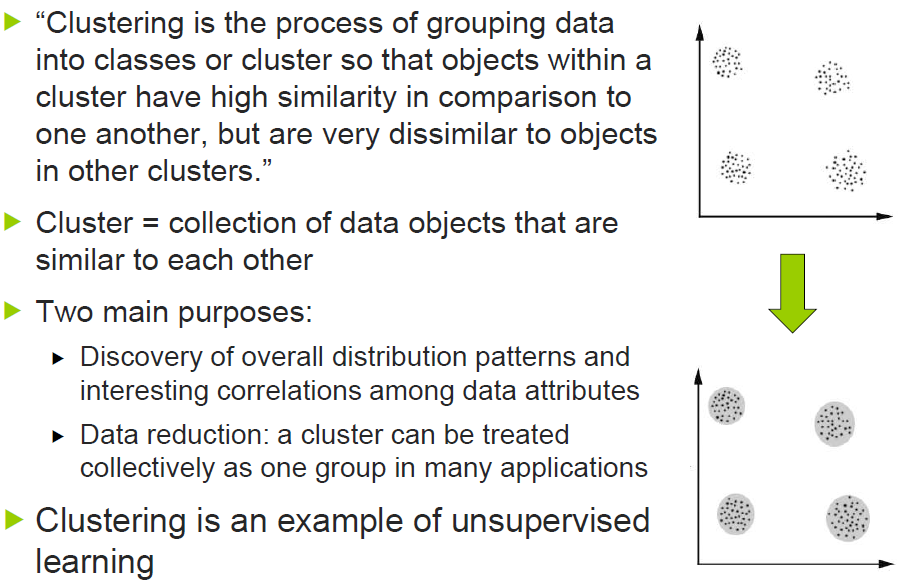 “Clustering is the process of grouping data
into classes or cluster so that objects within a
cluster have high similarity in comparison to
one another, but are very dissimilar to objects
in other clusters.”
Cluster = collection of data objects that are
similar to each other
Two main purposes:
Discovery of overall distribution patterns and
interesting correlations among data attributes
Data reduction: a cluster can be treated
collectively as one group in many applications
Clustering is an example of unsupervised
learning